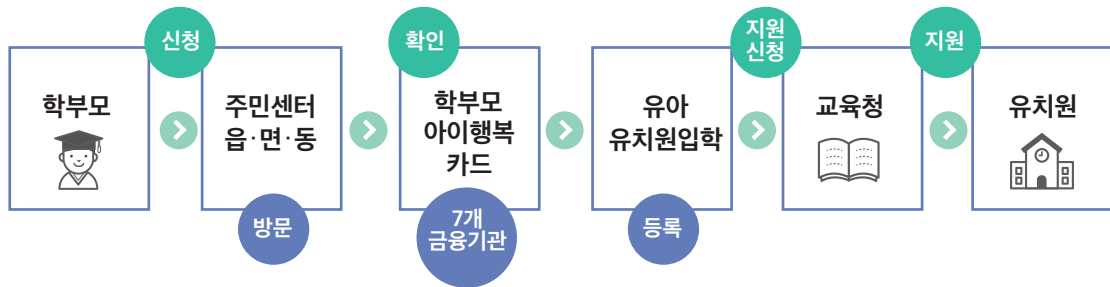 신청
확인
지원
신청
지원
학부모
주민센터
읍·면·동
학부모
아이행복
카드
유아
유치원입학
교육청
유치원
방문
7개
금융기관
등록